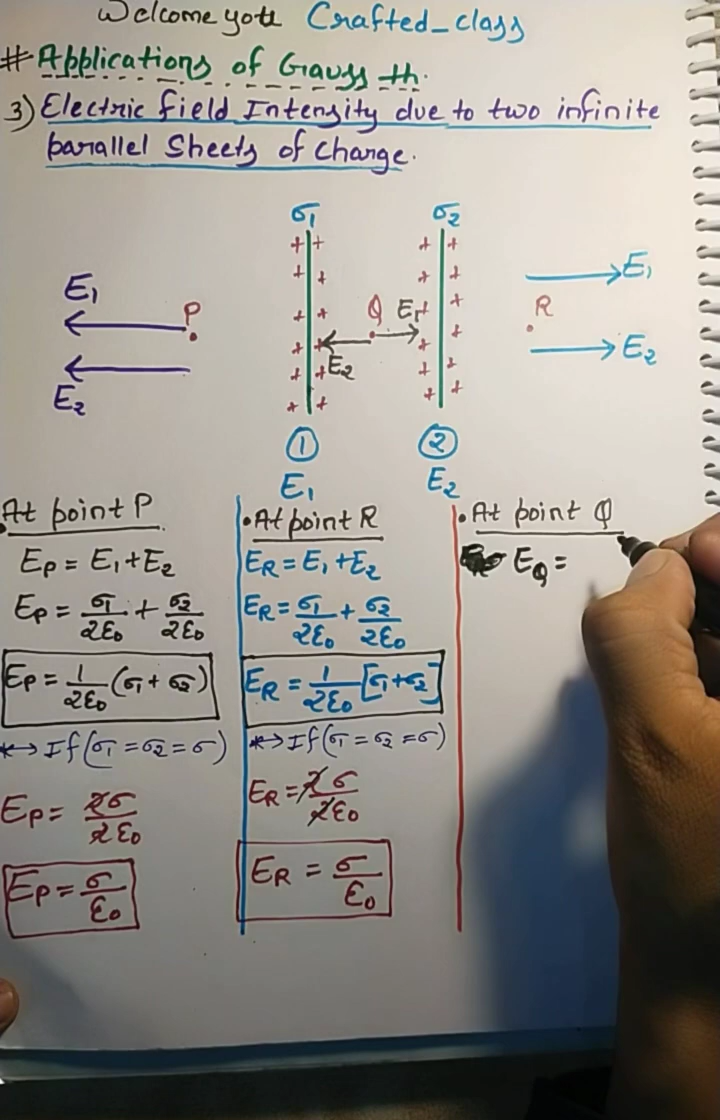 Welcome you Crafted_class
# Applications of Gauss th.
3) Electric field Intensity due to two infinite
parallel Sheets of Charge.
σ1 σ2
E1 P Q E1 E1 R
E2 E2 E2
① ②
E1 E2
• At point P
EP = E1 + E2
EP = σ1/2ε0 + σ2/2ε0
EP = 1/2ε0 (σ1 + σ2)
*→ If (σ1 = σ2 = σ)
EP = 2σ/2ε0
EP = σ/ε0
• At point R
ER = E1 + E2
ER = σ1/2ε0 + σ2/2ε0
ER = 1/2ε0 [σ1 + σ2]
*→ If (σ1 = σ2 = σ)
ER = 2σ/2ε0
ER = σ/ε0
• At point Q
EQ =